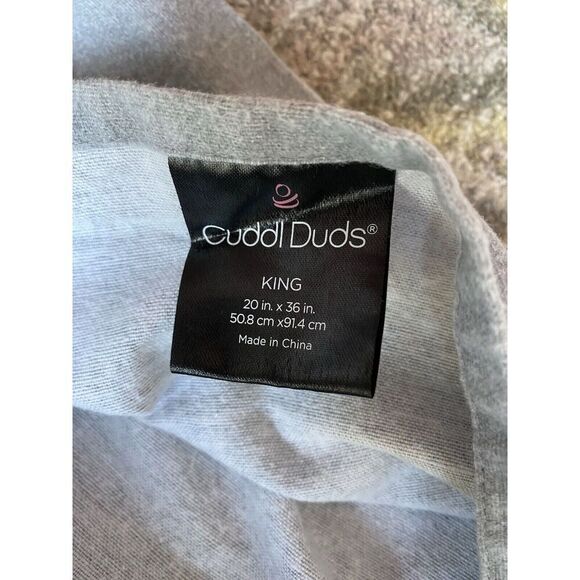 Cuddl Duds®
KING
20 in. x 36 in.
50.8 cm x91.4 cm
Made in China